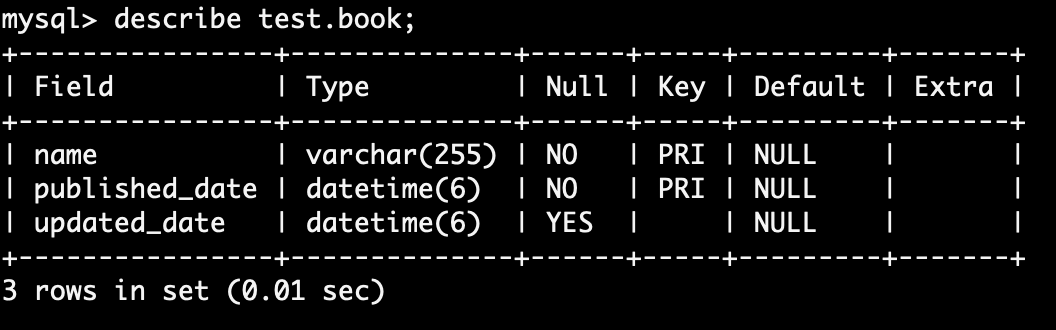 mysql> describe test.book;
+----------------+--------------+------+-----+---------+-------+
| Field          | Type         | Null | Key | Default | Extra |
+----------------+--------------+------+-----+---------+-------+
| name           | varchar(255) | NO   | PRI | NULL    |       |
| published_date | datetime(6)  | NO   | PRI | NULL    |       |
| updated_date   | datetime(6)  | YES  |     | NULL    |       |
+----------------+--------------+------+-----+---------+-------+
3 rows in set (0.01 sec)